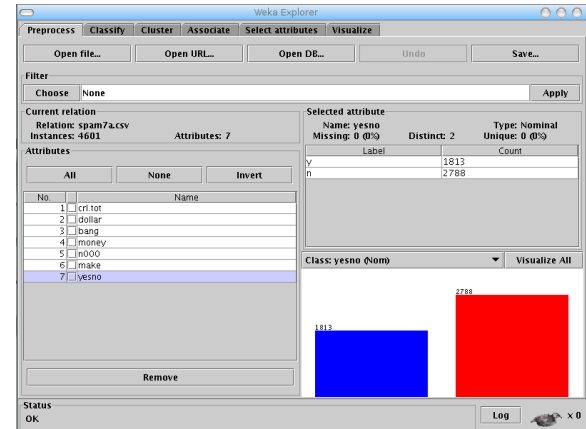 Weka Explorer
Preprocess Classify Cluster Associate Select attributes Visualize
Open file... Open URL... Open DB... Undo Save...
Filter
Choose None Apply
Current relation
Relation: spam7a.csv
Instances: 4601 Attributes: 7
Attributes
All None Invert
No. Name
1 crl.tot
2 dollar
3 bang
4 money
5 n000
6 make
7 yesno
Remove
Selected attribute
Name: yesno Type: Nominal
Missing: 0 (0%) Distinct: 2 Unique: 0 (0%)
Label Count
y 1813
n 2788
Class: yesno (Nom) Visualize All
2788
1813
Status
OK Log x 0